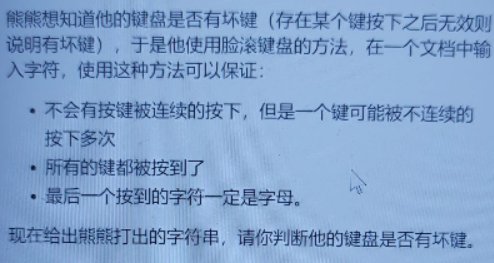 熊熊想知道他的键盘是否有坏键（存在某个键按下之后无效则
说明有坏键），于是他使用脸滚键盘的方法，在一个文档中输
入字符，使用这种方法可以保证：
• 不会有按键被连续的按下，但是一个键可能被不连续的
按下多次
• 所有的键都被按到了
• 最后一个按到的字符一定是字母。
现在给出熊熊打出的字符串，请你判断他的键盘是否有坏键。